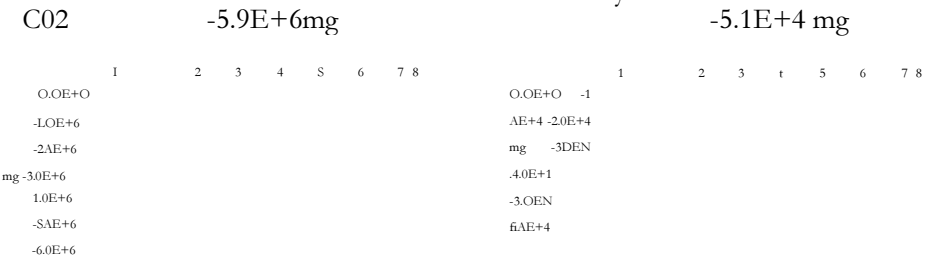 y
C02 -5.9E+6mg -5.1E+4 mg
I 2 3 4 S 6 7 8
O.OE+O
-LOE+6
-2AE+6
mg -3.0E+6
1.0E+6
-SAE+6
-6.0E+6
1 2 3 t 5 6 7 8
O.OE+O -1
AE+4 -2.0E+4
mg -3DEN
.4.0E+1
-3.OEN
fiAE+4